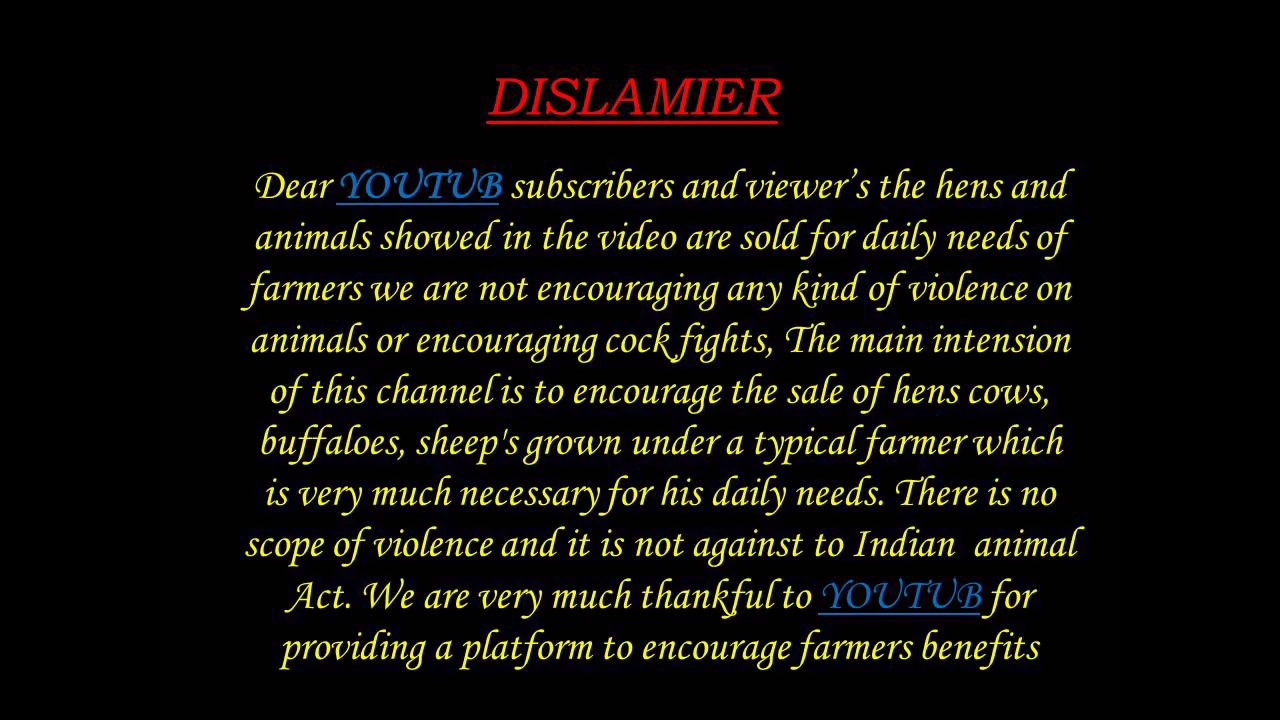 DISLAMIER
Dear YOUTUB subscribers and viewer’s the hens and
animals showed in the video are sold for daily needs of
farmers we are not encouraging any kind of violence on
animals or encouraging cock fights, The main intension
of this channel is to encourage the sale of hens cows,
buffaloes, sheep's grown under a typical farmer which
is very much necessary for his daily needs. There is no
scope of violence and it is not against to Indian  animal
Act. We are very much thankful to YOUTUB for
providing a platform to encourage farmers benefits